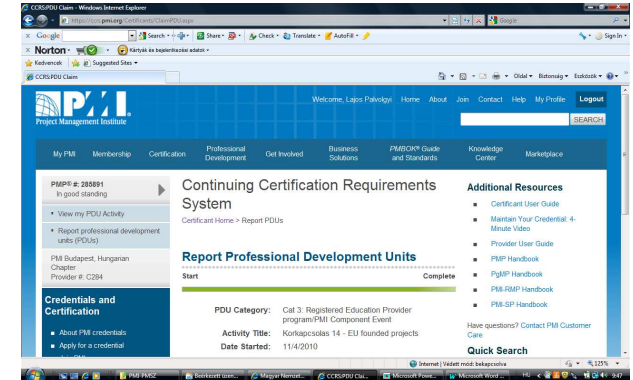 CCRS:PDU Claim - Windows Internet Explorer
https://ccrs.pmi.org/Certificants/ClaimPDU.aspx
Google
Google
Search
Share
Check
Translate
AutoFill
Sign In
Norton
Kártyák és bejelentkezési adatok
Kedvencek
Suggested Sites
CCRS:PDU Claim
Oldal
Biztonság
Eszközök
PMI
Project Management Institute
Welcome, Lajos Palvolgyi
Home
About
Join
Contact
Help
My Profile
Logout
SEARCH
My PMI
Membership
Certification
Professional
Development
Get Involved
Business
Solutions
PMBOK® Guide
and Standards
Knowledge
Center
Marketplace
PMP® #: 285891
In good standing
View my PDU Activity
Report professional development
units (PDUs)
PMI Budapest, Hungarian
Chapter
Provider #: C284
Credentials and
Certification
About PMI credentials
Apply for a credential
Continuing Certification Requirements
System
Certificant Home > Report PDUs
Report Professional Development Units
Start
Complete
PDU Category: Cat 3: Registered Education Provider
program/PMI Component Event
Activity Title: Korkapcsolas 14 - EU founded projects
Date Started: 11/4/2010
Additional Resources
Certificant User Guide
Maintain Your Credential: 4-
Minute Video
Provider User Guide
PMP Handbook
PgMP Handbook
PMI-RMP Handbook
PMI-SP Handbook
Have questions? Contact PMI Customer
Care
Quick Search
Internet | Védett mód: bekapcsolva
125%
PMI-PMSZ
Beérkezett üzen...
Magyar Nemzet...
CCRS:PDU Clai...
Microsoft Powe...
Microsoft Word ...
HU
9:47